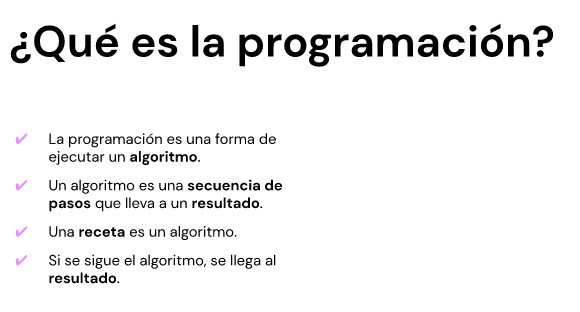 ¿Qué es la programación?
✔ La programación es una forma de
ejecutar un algoritmo.
✔ Un algoritmo es una secuencia de
pasos que lleva a un resultado.
✔ Una receta es un algoritmo.
✔ Si se sigue el algoritmo, se llega al
resultado.